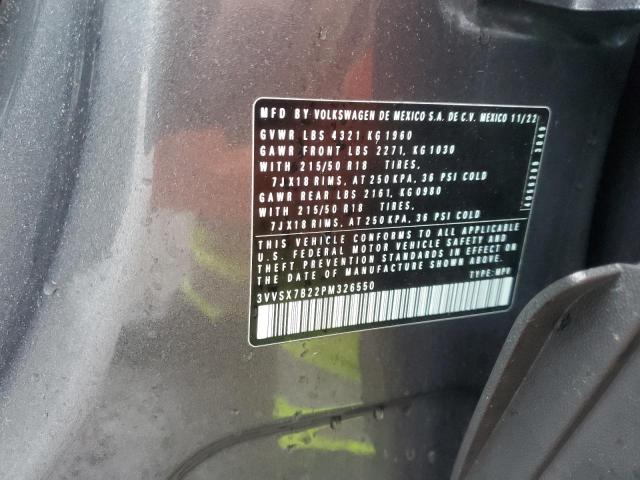 MFD BY VOLKSWAGEN DE MEXICO S.A. DE C.V. MEXICO 11/22
GVWR LBS 4321 KG 1960
GAWR FRONT LBS 2271, KG 1030
WITH 215/50 R18 TIRES,
7JX18 RIMS, AT 250 KPA, 36 PSI COLD
GAWR REAR LBS 2161, KG 0980
WITH 215/50 R18 TIRES,
7JX18 RIMS, AT 250 KPA, 36 PSI COLD
THIS VEHICLE CONFORMS TO ALL APPLICABLE
U.S. FEDERAL MOTOR VEHICLE SAFETY AND
THEFT PREVENTION STANDARDS IN EFFECT ON
THE DATE OF MANUFACTURE SHOWN ABOVE
3VVSX7B22PM326550 TYPE: MPV